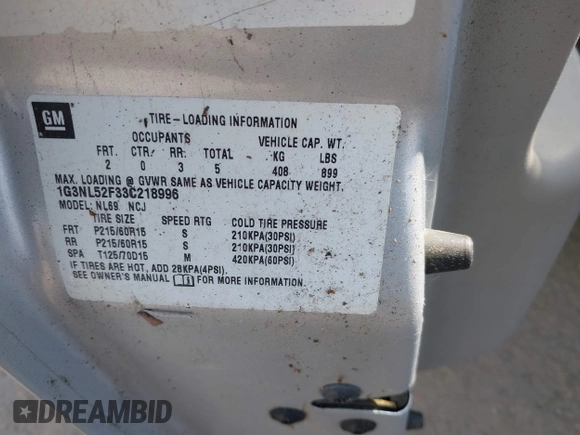 GM
TIRE – LOADING INFORMATION
OCCUPANTS VEHICLE CAP. WT.
FRT. CTR. RR. TOTAL KG LBS
2 0 3 5 408 899
MAX. LOADING @ GVWR SAME AS VEHICLE CAPACITY WEIGHT.
1G3NL52F33C218996
MODEL: NL69 NCJ
TIRE SIZE SPEED RTG COLD TIRE PRESSURE
FRT P215/60R15 S 210KPA(30PSI)
RR P215/60R15 S 210KPA(30PSI)
SPA T125/70D15 M 420KPA(60PSI)
IF TIRES ARE HOT, ADD 28KPA(4PSI).
SEE OWNER'S MANUAL FOR MORE INFORMATION.
DREAMBID